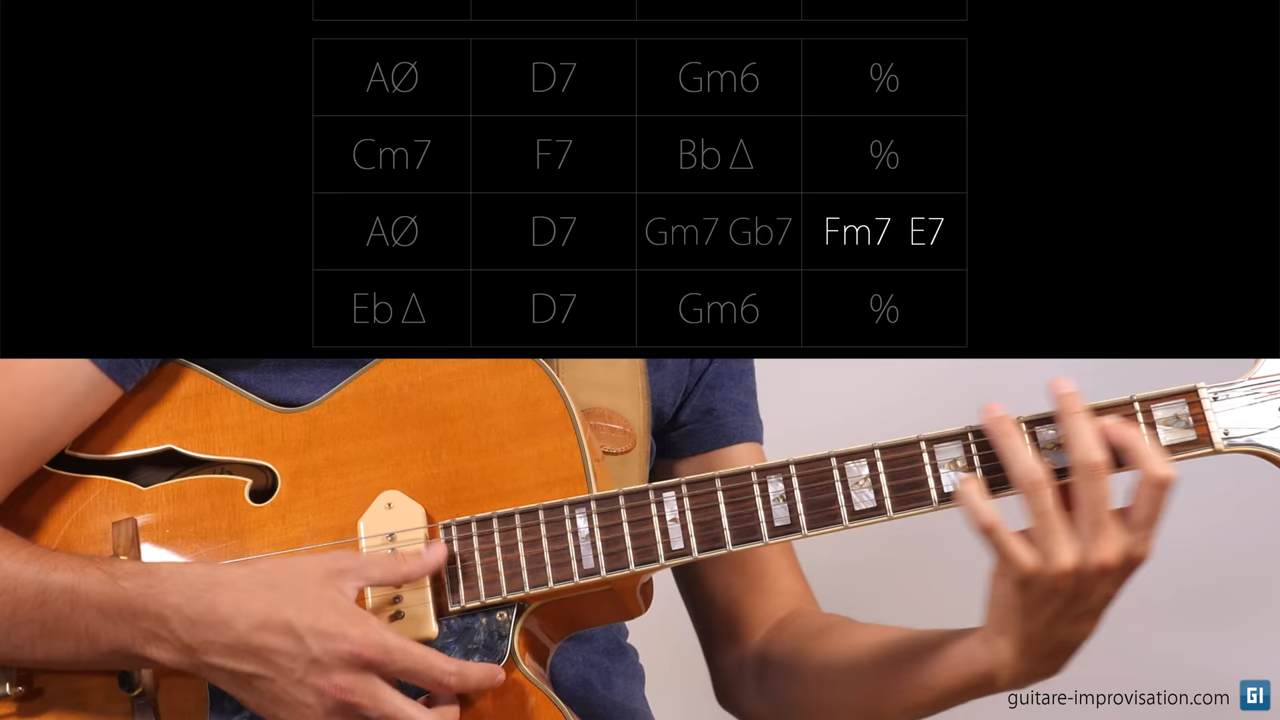 AØ D7 Gm6 %
Cm7 F7 Bb Δ %
AØ D7 Gm7 Gb7 Fm7 E7
Eb Δ D7 Gm6 %
guitare-improvisation.com GI